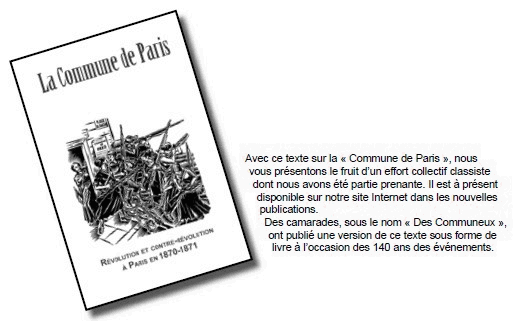 La Commune de Paris
Révolution et contre-révolution
à Paris en 1870-1871
Avec ce texte sur la « Commune de Paris », nous
vous présentons le fruit d’un effort collectif classiste
dont nous avons été partie prenante. Il est à présent
disponible sur notre site Internet dans les nouvelles
publications.
Des camarades, sous le nom « Des Communeux »,
ont publié une version de ce texte sous forme de
livre à l’occasion des 140 ans des événements.